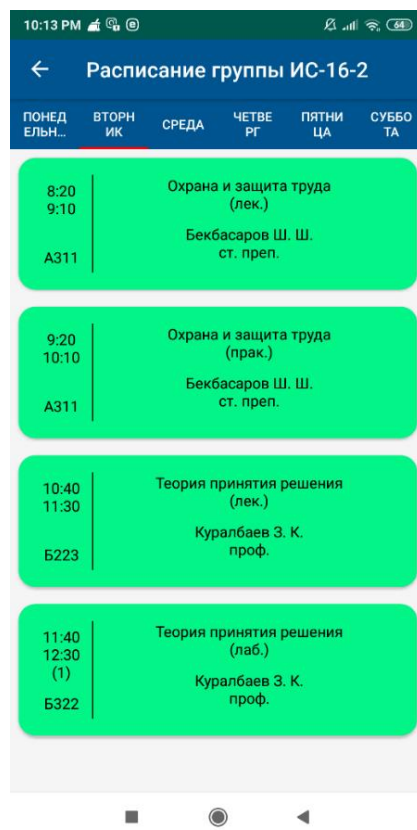 10:13 PM 64
Расписание группы ИС-16-2
ПОНЕД
ЕЛЬН...
ВТОРН
ИК
СРЕДА
ЧЕТВЕ
РГ
ПЯТНИ
ЦА
СУББО
ТА
8:20
9:10
А311
Охрана и защита труда
(лек.)
Бекбасаров Ш. Ш.
ст. преп.
9:20
10:10
А311
Охрана и защита труда
(прак.)
Бекбасаров Ш. Ш.
ст. преп.
10:40
11:30
Б223
Теория принятия решения
(лек.)
Куралбаев З. К.
проф.
11:40
12:30
(1)
Б322
Теория принятия решения
(лаб.)
Куралбаев З. К.
проф.